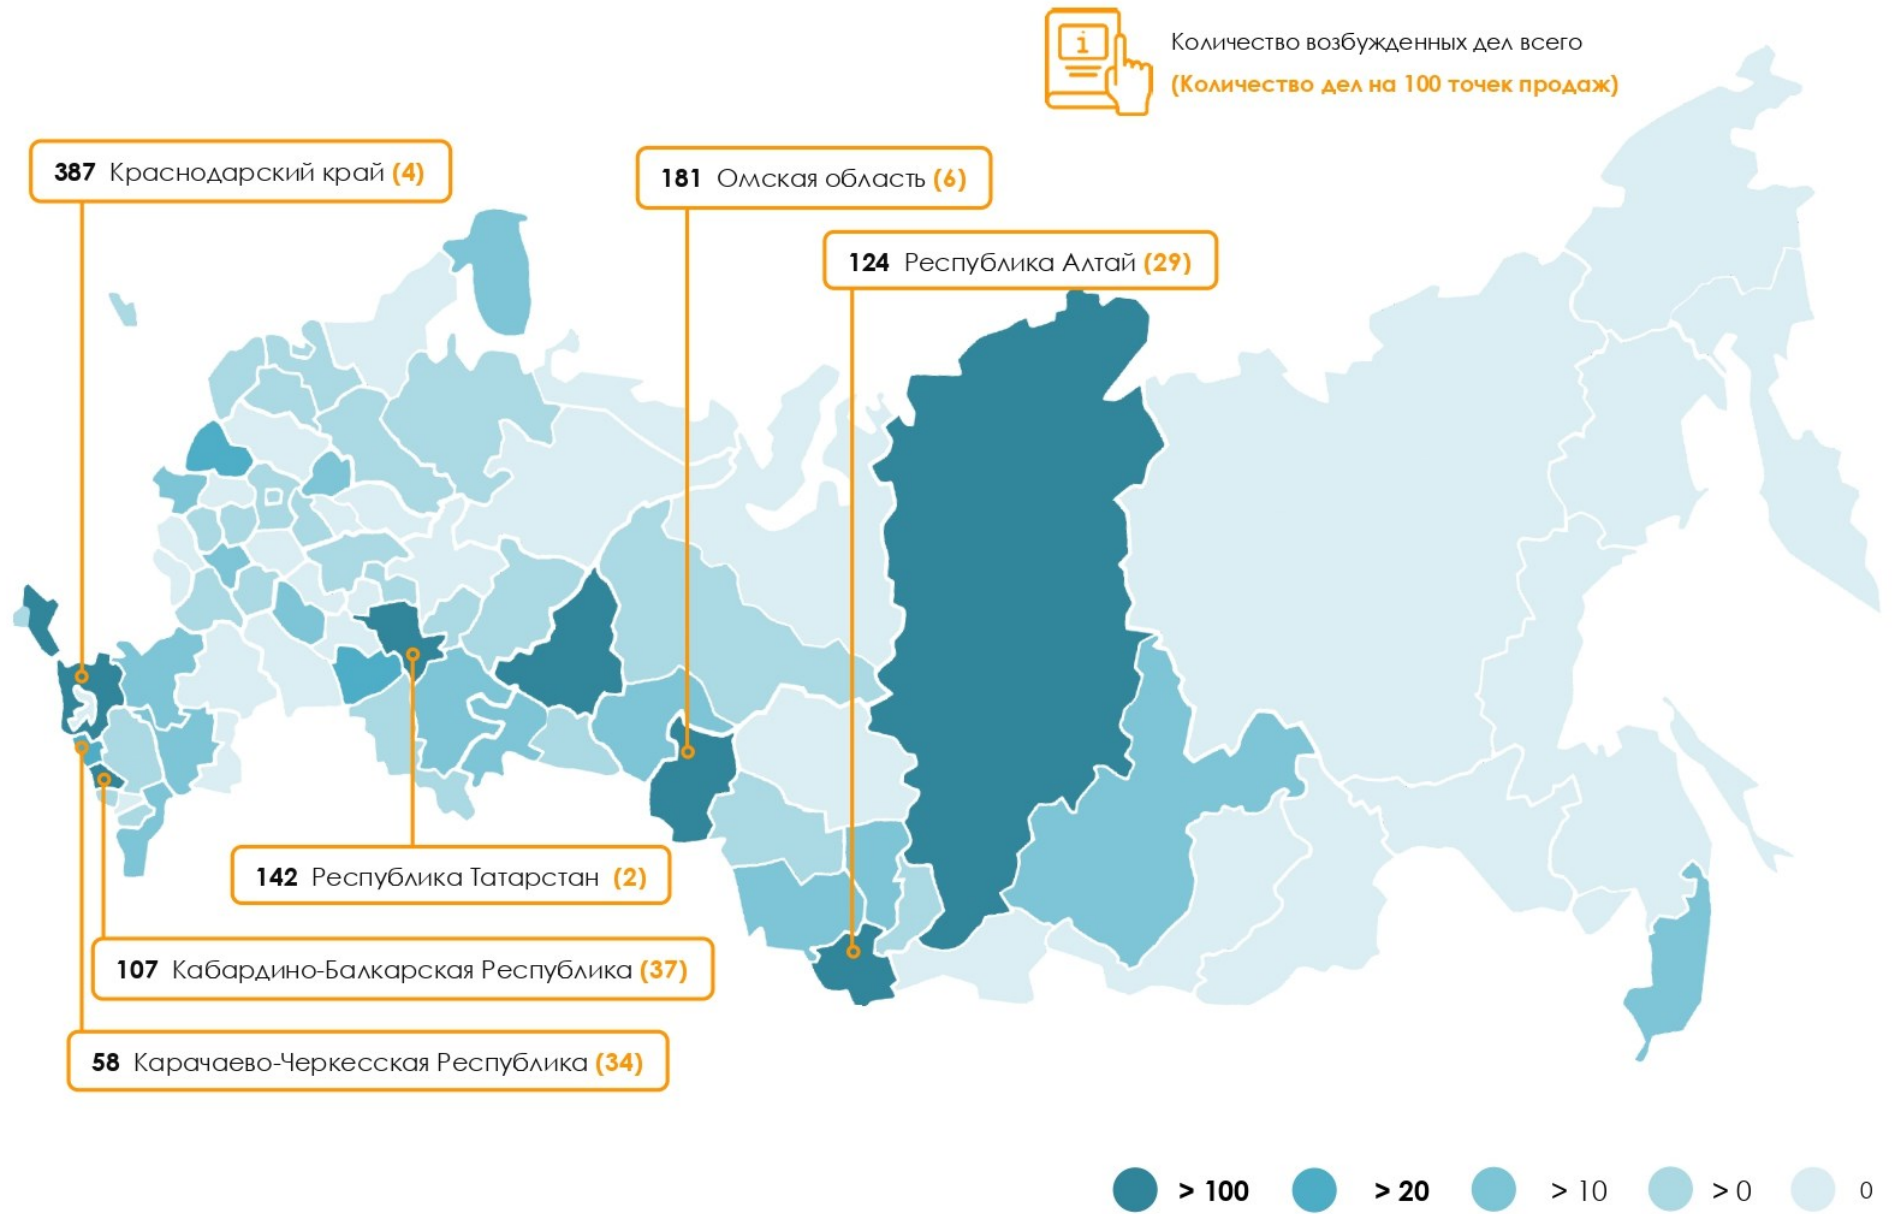 i
Количество возбужденных дел всего
(Количество дел на 100 точек продаж)
387 Краснодарский край (4)
181 Омская область (6)
124 Республика Алтай (29)
142 Республика Татарстан (2)
107 Кабардино-Балкарская Республика (37)
58 Карачаево-Черкесская Республика (34)
> 100 > 20 > 10 > 0 0